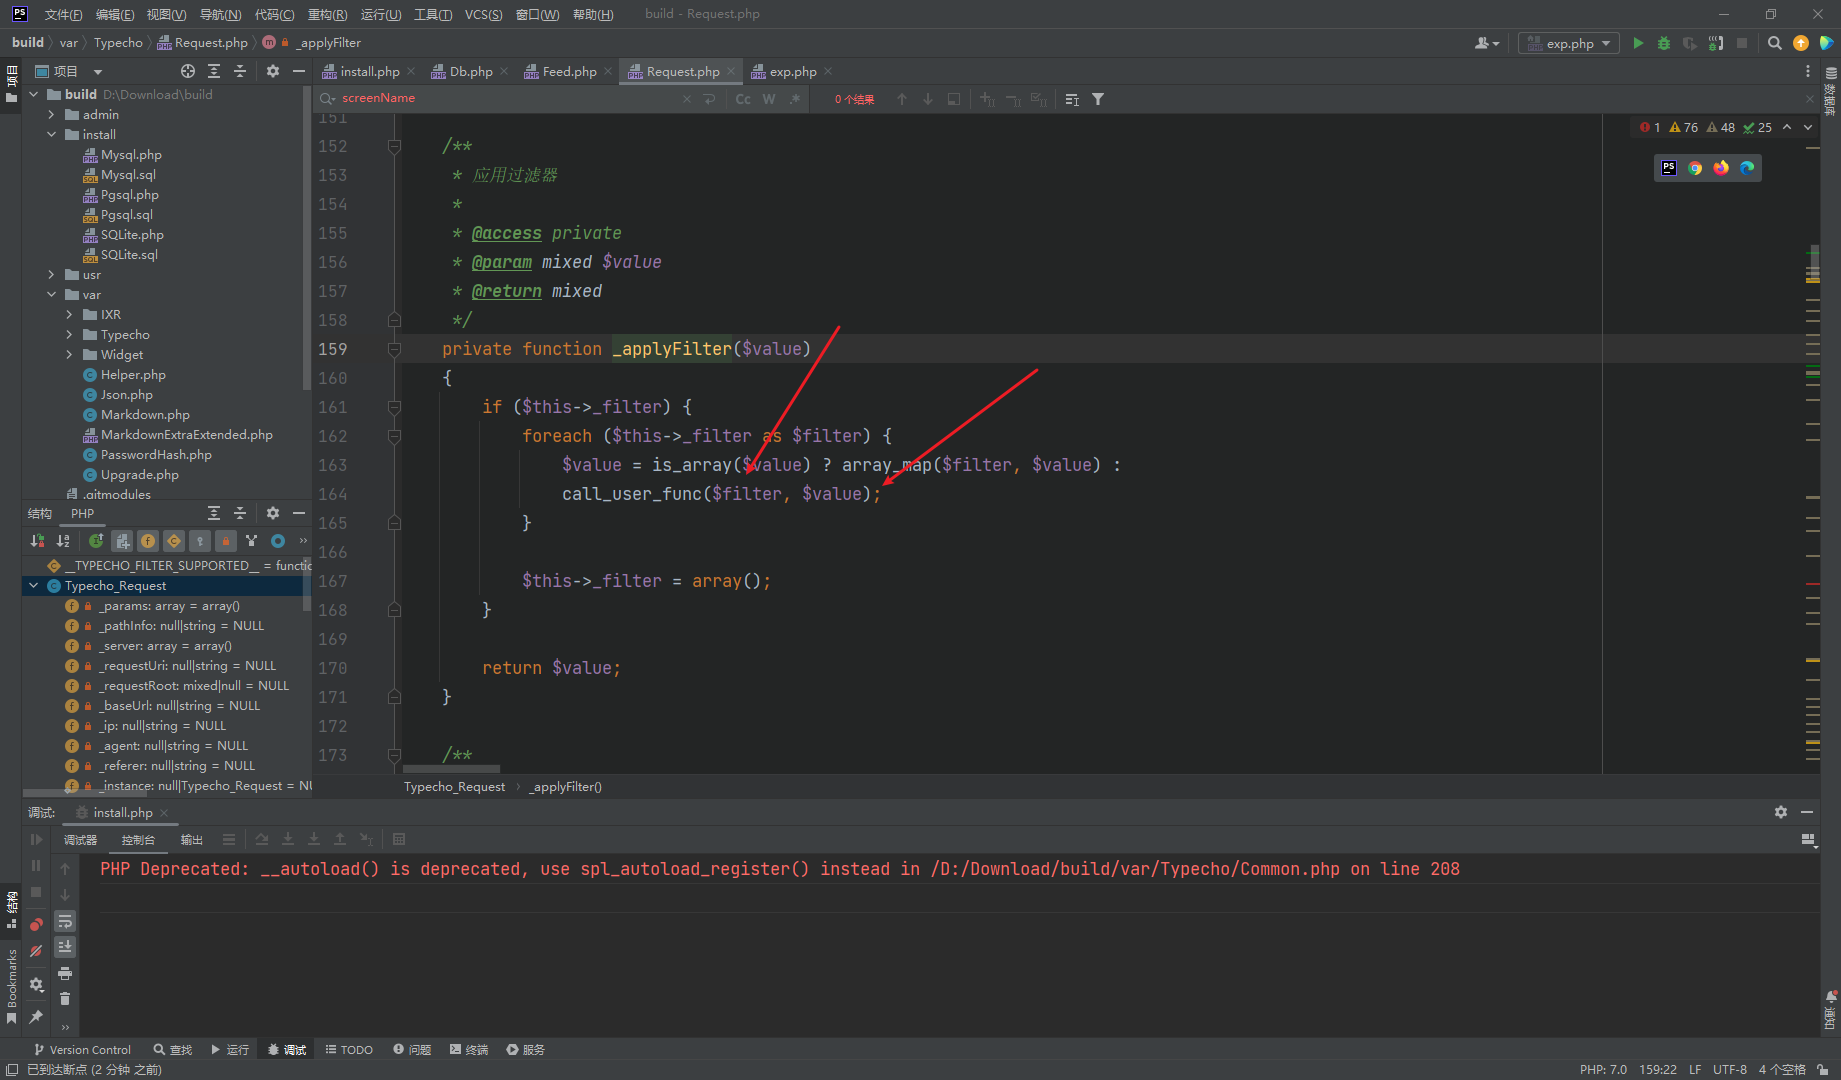 PS 文件(F) 编辑(E) 视图(V) 导航(N) 代码(C) 重构(R) 运行(U) 工具(T) VCS(S) 窗口(W) 帮助(H) build - Request.php
build var Typecho Request.php _applyFilter exp.php
项目 install.php Db.php Feed.php Request.php exp.php
项目
数据库
build D:\Download\build
admin
install
Mysql.php
Mysql.sql
Pgsql.php
Pgsql.sql
SQLite.php
SQLite.sql
usr
var
IXR
Typecho
Widget
Helper.php
Json.php
Markdown.php
MarkdownExtraExtended.php
PasswordHash.php
Upgrade.php
.gitmodules
screenName Cc W .* 0 个结果
1 76 48 25
151
152 /**
153 * 应用过滤器
154 *
155 * @access private
156 * @param mixed $value
157 * @return mixed
158 */
159 private function _applyFilter($value)
160 {
161 if ($this->_filter) {
162 foreach ($this->_filter as $filter) {
163 $value = is_array($value) ? array_map($filter, $value) :
164 call_user_func($filter, $value);
165 }
166
167 $this->_filter = array();
168 }
169
170 return $value;
171 }
172
173 /**
Typecho_Request _applyFilter()
结构 PHP
__TYPECHO_FILTER_SUPPORTED__ = functio
Typecho_Request
_params: array = array()
_pathInfo: null|string = NULL
_server: array = array()
_requestUri: null|string = NULL
_requestRoot: mixed|null = NULL
_baseUrl: null|string = NULL
_ip: null|string = NULL
_agent: null|string = NULL
_referer: null|string = NULL
_instance: null|Typecho_Request = NU
调试: install.php
调试器 控制台 输出
PHP Deprecated: __autoload() is deprecated, use spl_autoload_register() instead in /D:/Download/build/var/Typecho/Common.php on line 208
结构
Bookmarks
通知
Version Control 查找 运行 调试 TODO 问题 终端 服务
已到达断点 (2 分钟 之前) PHP: 7.0 159:22 LF UTF-8 4 个空格